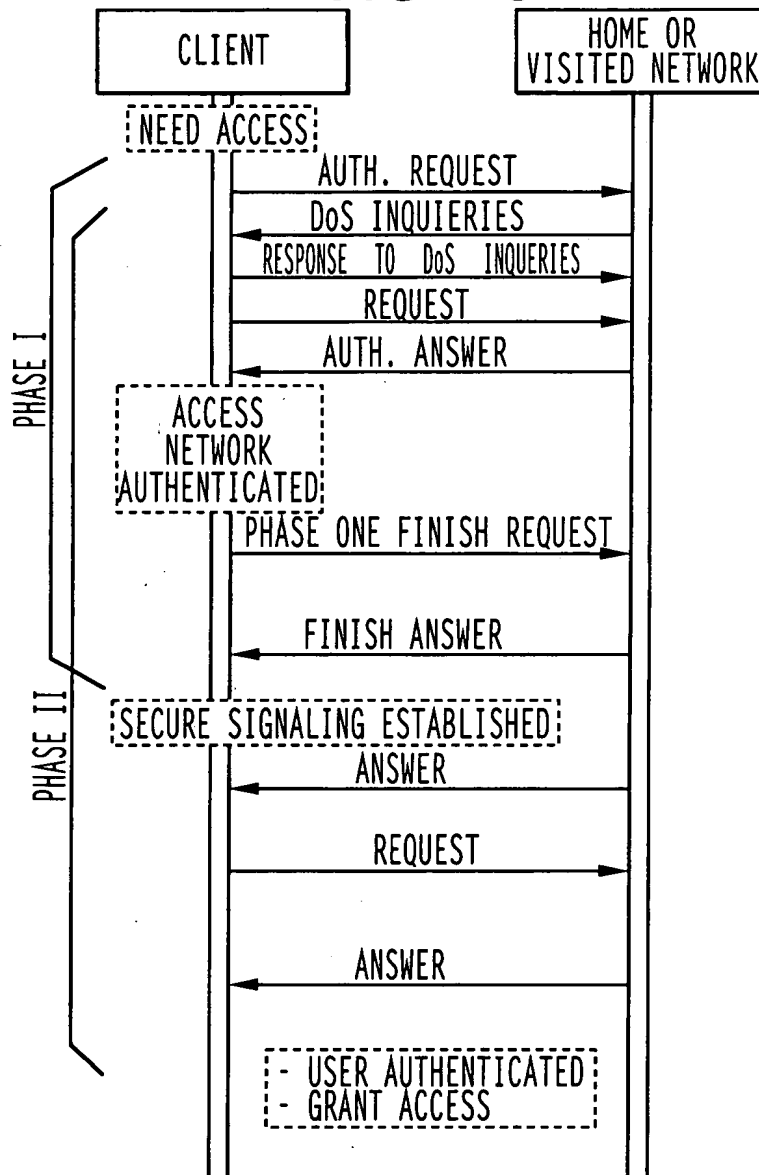 CLIENT
HOME OR
VISITED NETWORK
NEED ACCESS
AUTH. REQUEST
DoS INQUIERIES
RESPONSE TO DoS INQUERIES
REQUEST
AUTH. ANSWER
PHASE I
ACCESS
NETWORK
AUTHENTICATED
PHASE ONE FINISH REQUEST
FINISH ANSWER
SECURE SIGNALING ESTABLISHED
PHASE II
ANSWER
REQUEST
ANSWER
- USER AUTHENTICATED
- GRANT ACCESS